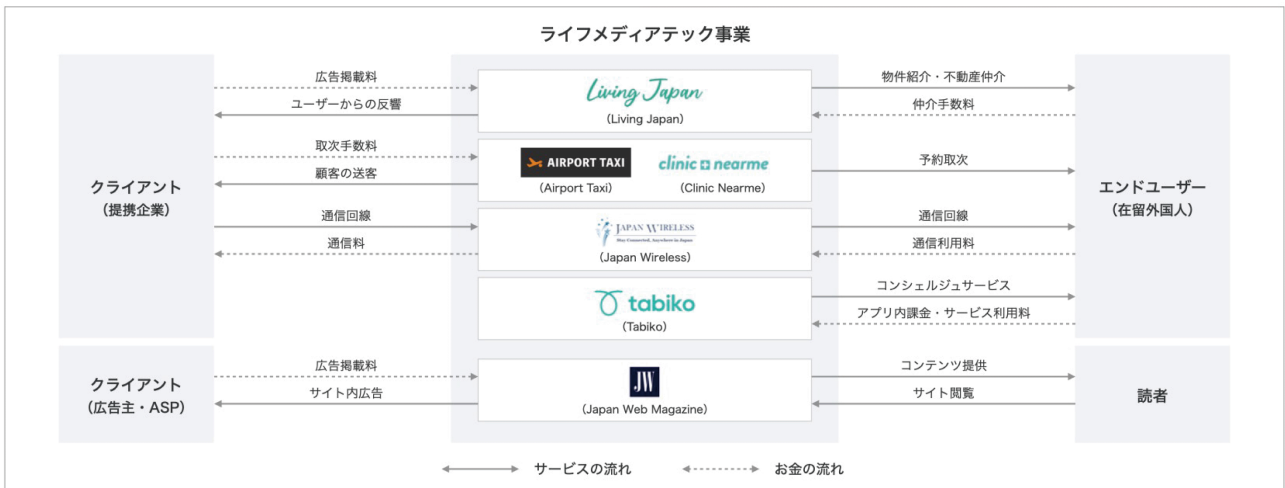 ライフメディアテック事業
クライアント
（提携企業）
広告掲載料
ユーザーからの反響
Living Japan
（Living Japan）
物件紹介・不動産仲介
仲介手数料
取次手数料
顧客の送客
AIRPORT TAXI
（Airport Taxi）
clinic nearme
（Clinic Nearme）
予約取次
エンドユーザー
（在留外国人）
通信回線
通信料
JAPAN WIRELESS
Stay Connected, Anywhere in Japan
（Japan Wireless）
通信回線
通信利用料
tabiko
（Tabiko）
コンシェルジュサービス
アプリ内課金・サービス利用料
クライアント
（広告主・ASP）
広告掲載料
サイト内広告
JW
（Japan Web Magazine）
コンテンツ提供
サイト閲覧
読者
サービスの流れ
お金の流れ